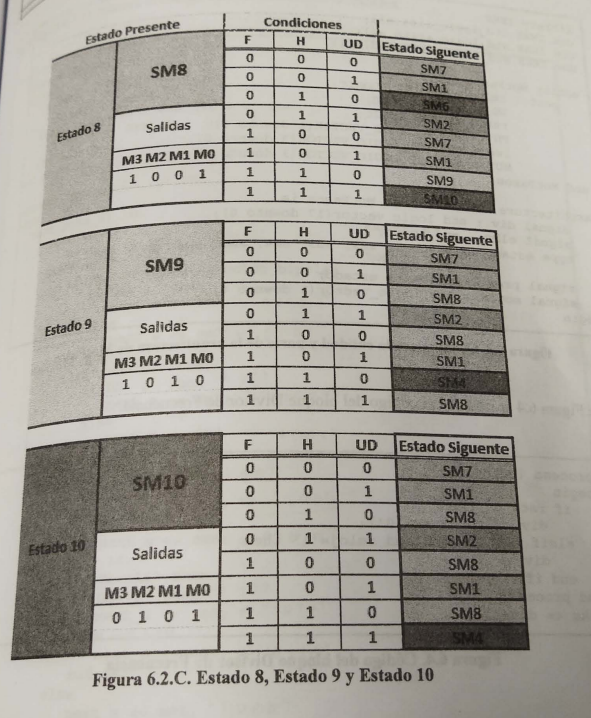 Estado Presente Condiciones
F H UD Estado Siguente
Estado 8 SM8
0 0 0 SM7
0 0 1 SM1
0 1 0 SM6
Salidas
0 1 1 SM2
1 0 0 SM7
M3 M2 M1 M0 1 0 1 SM1
1 0 0 1 1 1 0 SM9
1 1 1 SM10
F H UD Estado Siguente
Estado 9 SM9
0 0 0 SM7
0 0 1 SM1
0 1 0 SM8
Salidas
0 1 1 SM2
1 0 0 SM8
M3 M2 M1 M0 1 0 1 SM1
1 0 1 0 1 1 0 SM4
1 1 1 SM8
F H UD Estado Siguente
Estado 10 SM10
0 0 0 SM7
0 0 1 SM1
0 1 0 SM8
Salidas
0 1 1 SM2
1 0 0 SM8
M3 M2 M1 M0 1 0 1 SM1
0 1 0 1 1 1 0 SM8
1 1 1 SM4
Figura 6.2.C. Estado 8, Estado 9 y Estado 10